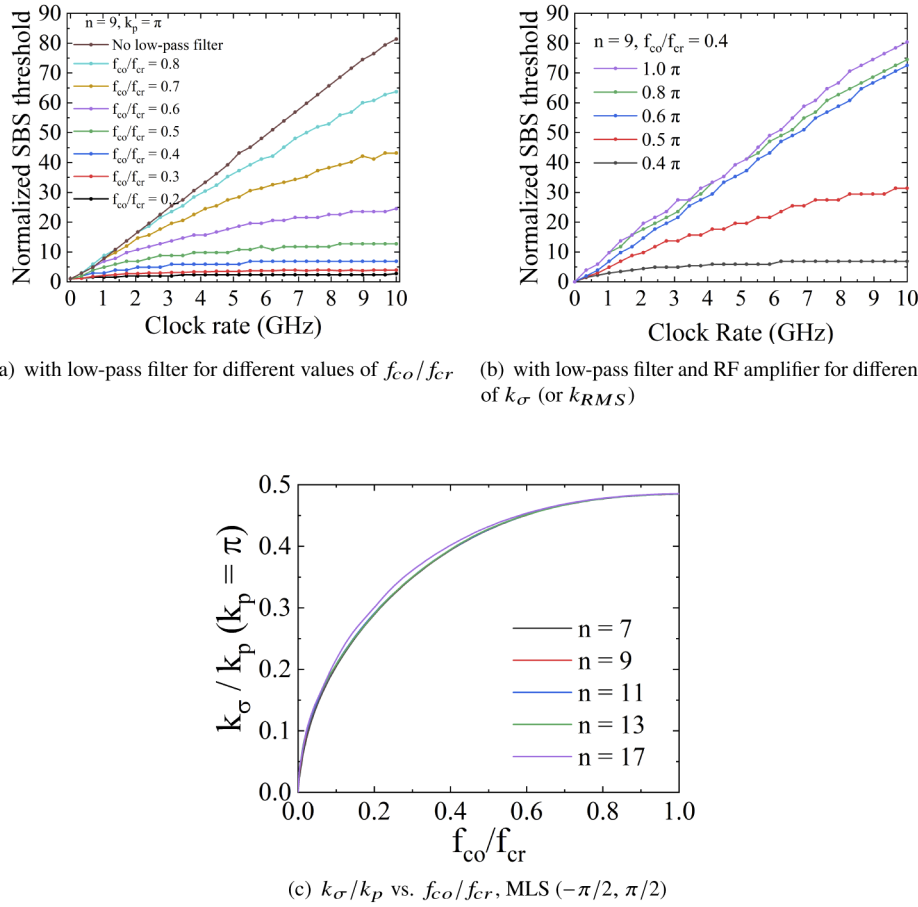 n = 9, kp = π
No low-pass filter
fco/fcr = 0.8
fco/fcr = 0.7
fco/fcr = 0.6
fco/fcr = 0.5
fco/fcr = 0.4
fco/fcr = 0.3
fco/fcr = 0.2
Normalized SBS threshold
90
80
70
60
50
40
30
20
10
0
0 1 2 3 4 5 6 7 8 9 10
Clock rate (GHz)
a) with low-pass filter for different values of fco/fcr
n = 9, fco/fcr = 0.4
1.0 π
0.8 π
0.6 π
0.5 π
0.4 π
Normalized SBS threshold
90
80
70
60
50
40
30
20
10
0
0 1 2 3 4 5 6 7 8 9 10
Clock Rate (GHz)
(b) with low-pass filter and RF amplifier for differen
of kσ (or kRMS)
kσ / kp (kp = π)
0.5
0.4
0.3
0.2
0.1
0.0
n = 7
n = 9
n = 11
n = 13
n = 17
0.0 0.2 0.4 0.6 0.8 1.0
fco/fcr
(c) kσ/kp vs. fco/fcr, MLS (−π/2, π/2)